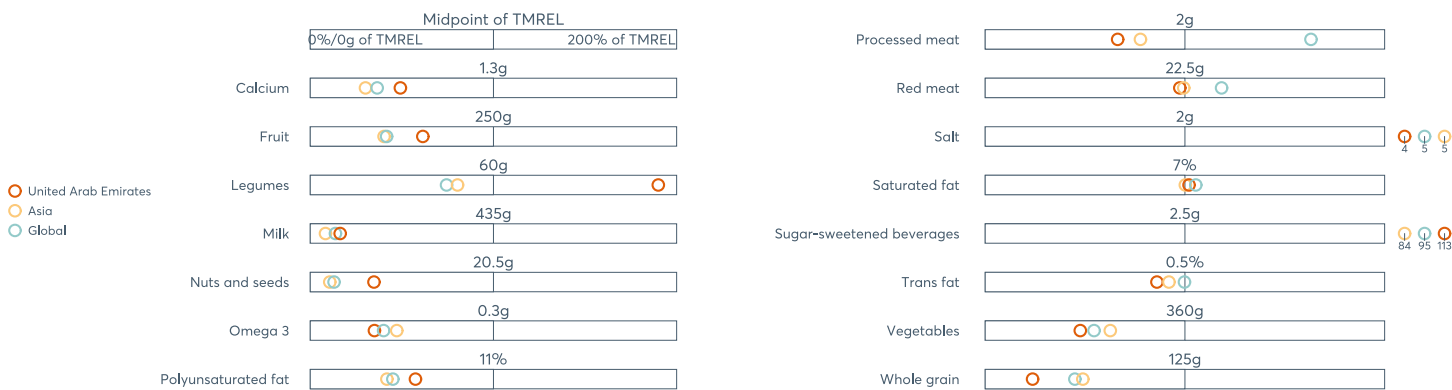 Midpoint of TMREL
0%/0g of TMREL 200% of TMREL
1.3g
Calcium
250g
Fruit
60g
Legumes
435g
Milk
20.5g
Nuts and seeds
0.3g
Omega 3
11%
Polyunsaturated fat
United Arab Emirates
Asia
Global
2g
Processed meat
22.5g
Red meat
2g
Salt
4 5 5
7%
Saturated fat
2.5g
Sugar-sweetened beverages
84 95 113
0.5%
Trans fat
360g
Vegetables
125g
Whole grain